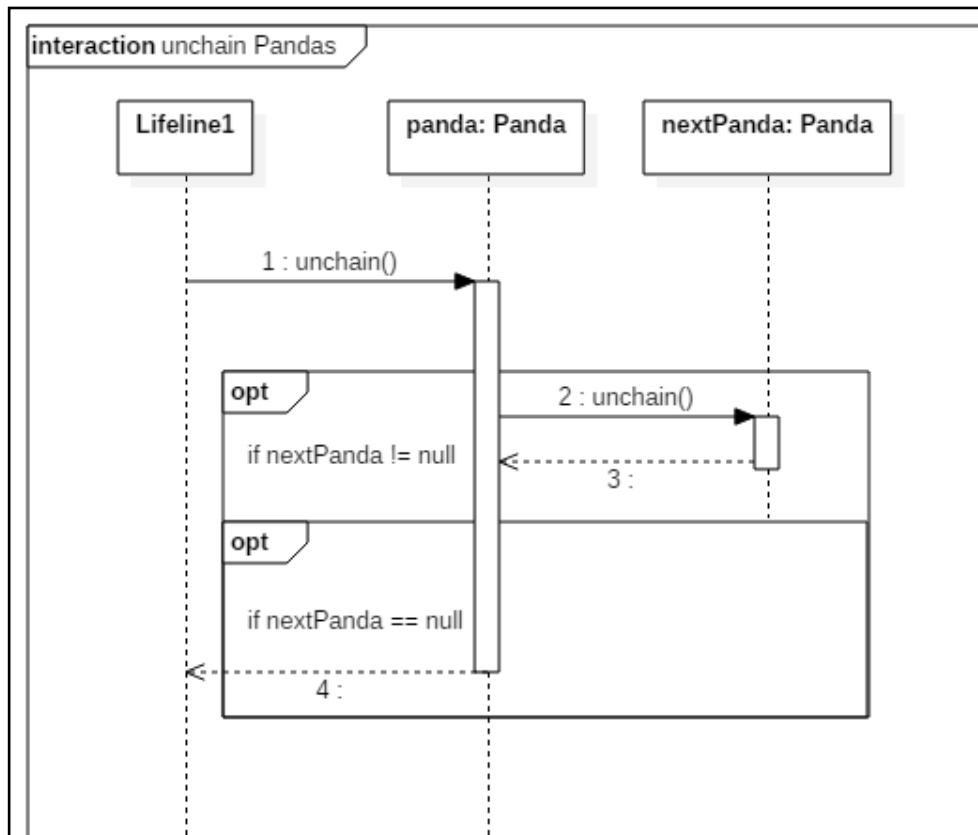 interaction unchain Pandas
Lifeline1
panda: Panda
nextPanda: Panda
1 : unchain()
opt
2 : unchain()
if nextPanda != null
3 :
opt
if nextPanda == null
4 :